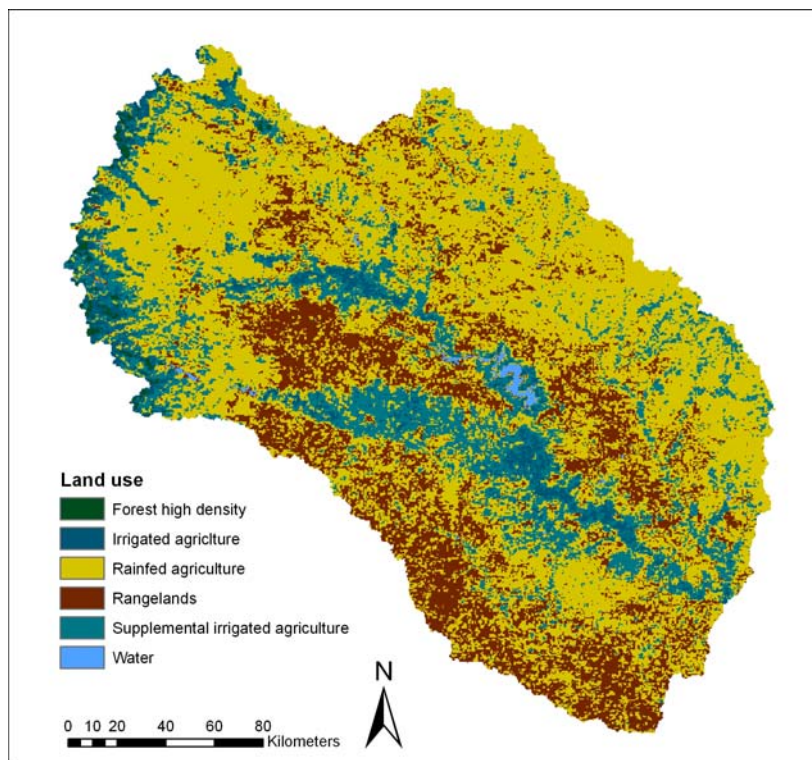 Land use
Forest high density
Irrigated agriclture
Rainfed agriculture
Rangelands
Supplemental irrigated agriculture
Water
N
0 10 20 40 60 80
Kilometers